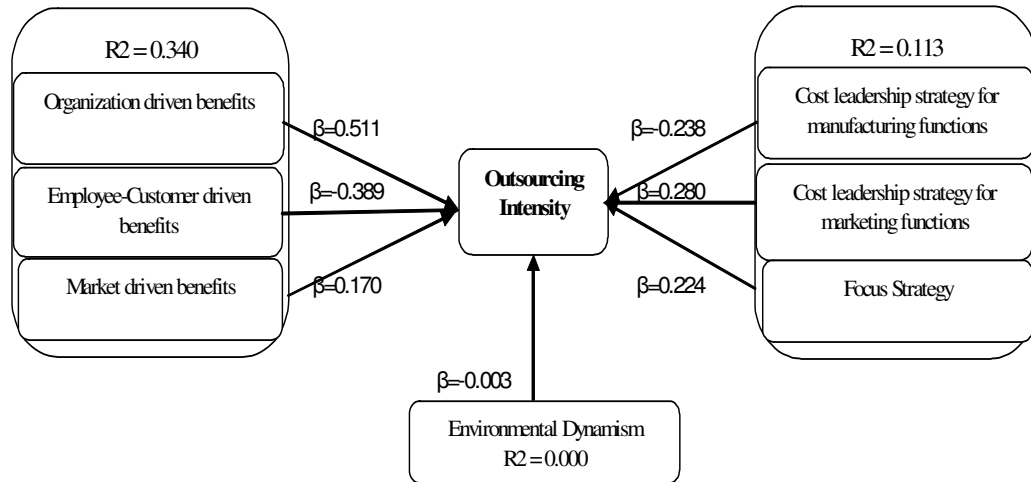 R2 = 0.340
Organization driven benefits
Employee-Customer driven
benefits
Market driven benefits
β=0.511
β=-0.389
β=0.170
Outsourcing
Intensity
β=-0.003
Environmental Dynamism
R2 = 0.000
β=-0.238
β=0.280
β=0.224
R2 = 0.113
Cost leadership strategy for
manufacturing functions
Cost leadership strategy for
marketing functions
Focus Strategy